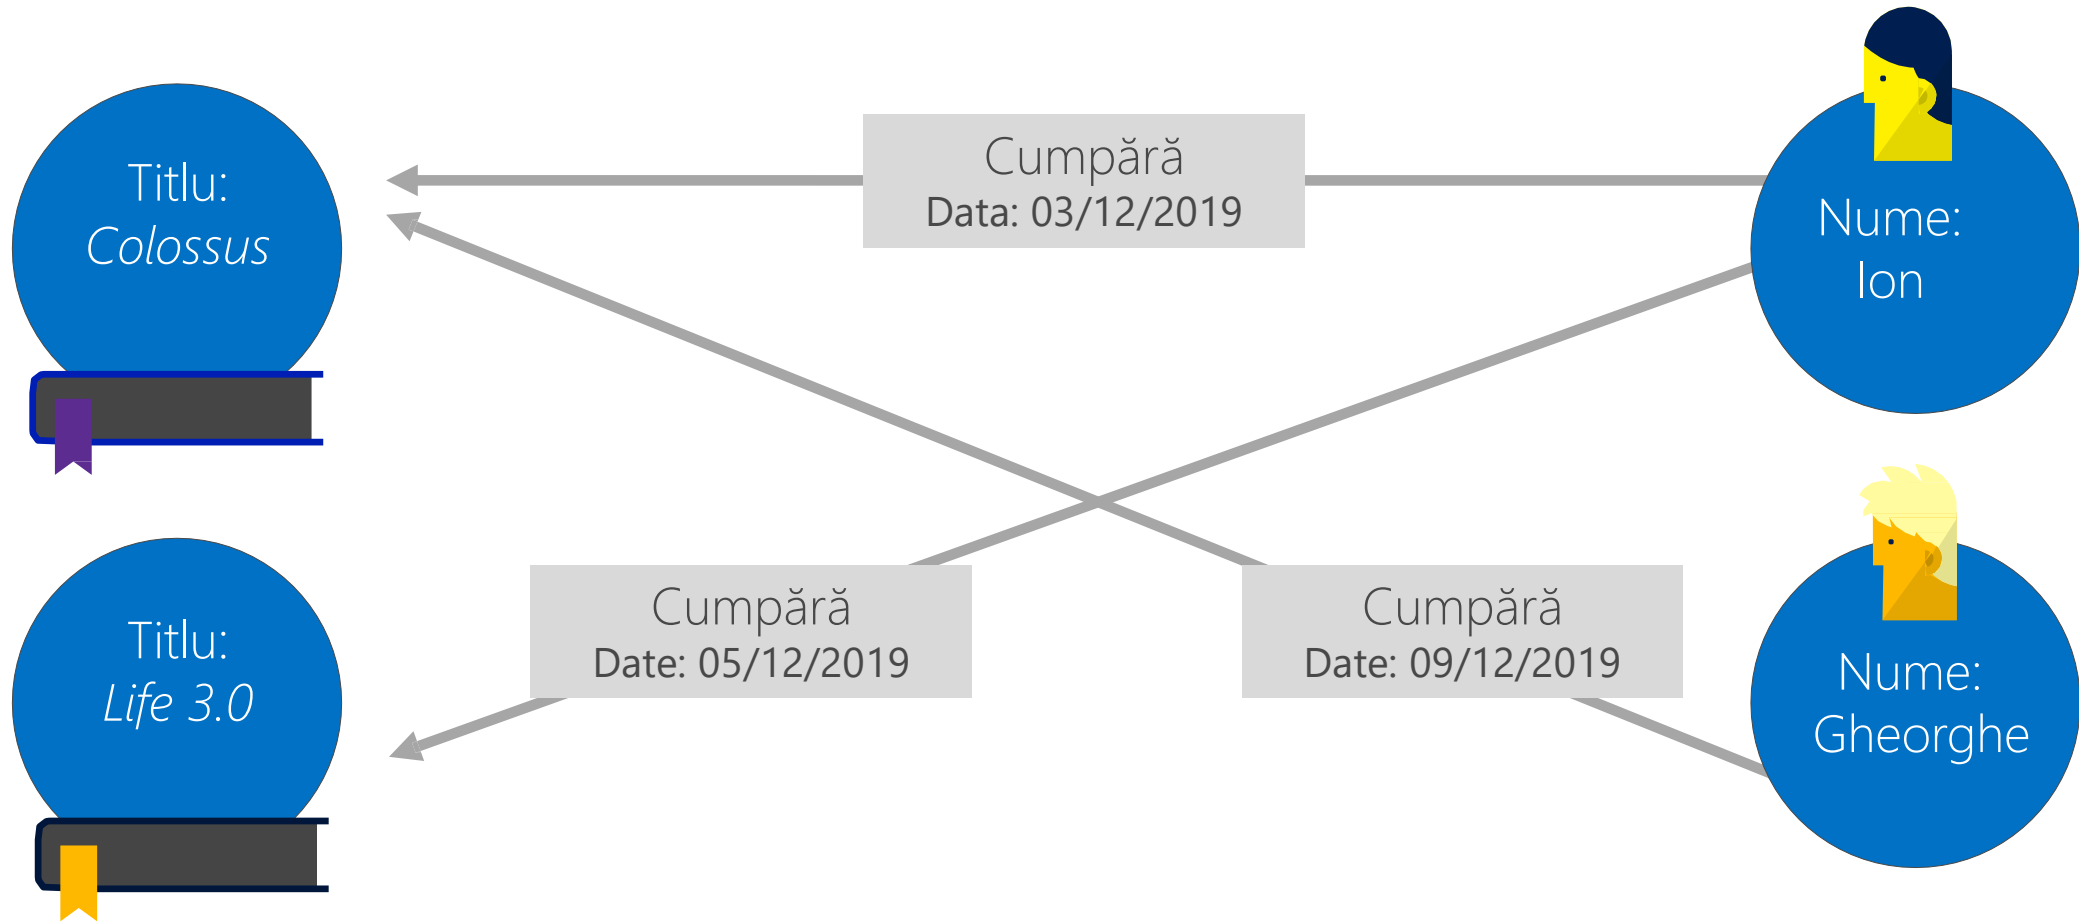 Titlu:
Colossus
Cumpără
Data: 03/12/2019
Nume:
Ion
Titlu:
Life 3.0
Cumpără
Date: 05/12/2019
Cumpără
Date: 09/12/2019
Nume:
Gheorghe